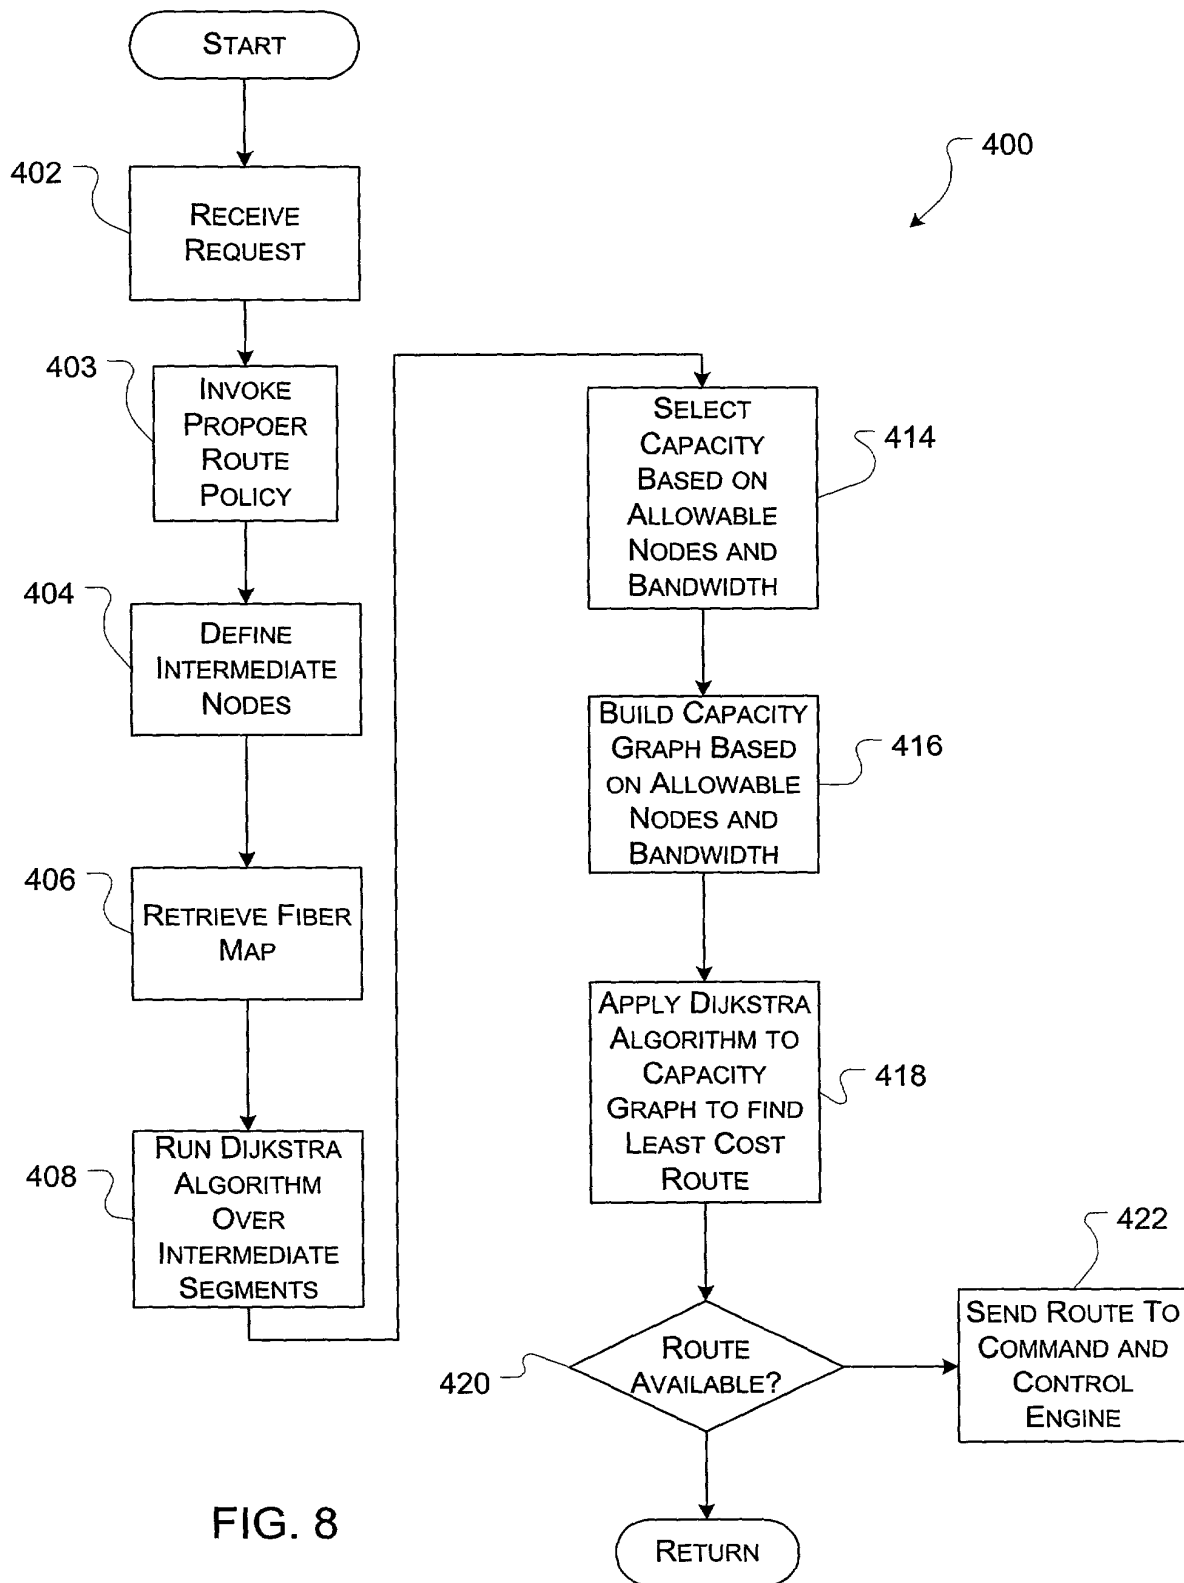 START
402
RECEIVE
REQUEST
403
INVOKE
PROPOER
ROUTE
POLICY
404
DEFINE
INTERMEDIATE
NODES
406
RETRIEVE FIBER
MAP
408
RUN DIJKSTRA
ALGORITHM
OVER
INTERMEDIATE
SEGMENTS
400
SELECT
CAPACITY
BASED ON
ALLOWABLE
NODES AND
BANDWIDTH
414
BUILD CAPACITY
GRAPH BASED
ON ALLOWABLE
NODES AND
BANDWIDTH
416
APPLY DIJKSTRA
ALGORITHM TO
CAPACITY
GRAPH TO FIND
LEAST COST
ROUTE
418
420
ROUTE
AVAILABLE?
422
SEND ROUTE TO
COMMAND AND
CONTROL
ENGINE
RETURN
FIG. 8